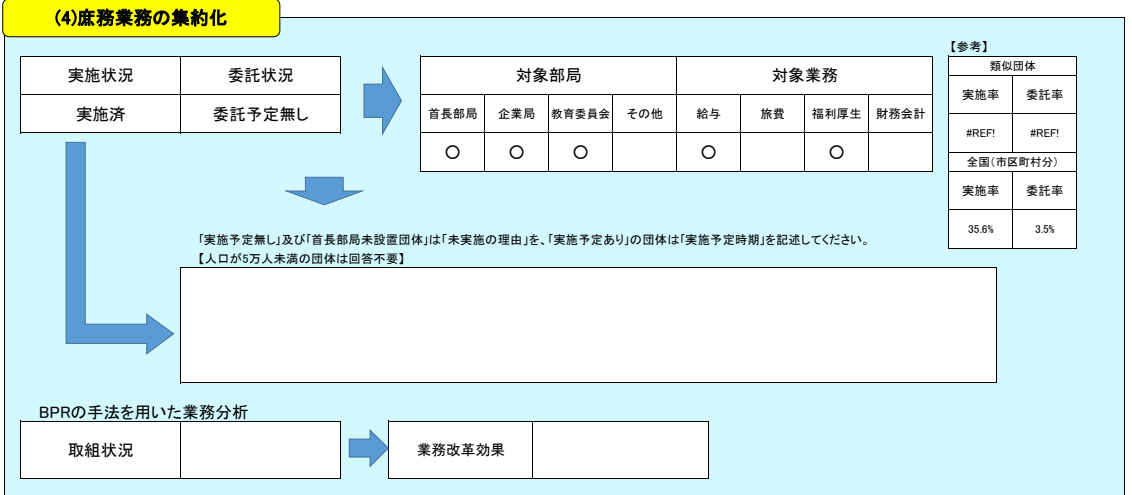 (4)庶務業務の集約化
【参考】
実施状況 委託状況
実施済 委託予定無し
対象部局 対象業務
首長部局 企業局 教育委員会 その他 給与 旅費 福利厚生 財務会計
○ ○ ○ ○ ○
類似団体
実施率 委託率
#REF! #REF!
全国(市区町村分)
実施率 委託率
35.6% 3.5%
「実施予定無し」及び「首長部局未設置団体」は「未実施の理由」を、「実施予定あり」の団体は「実施予定時期」を記述してください。
【人口が5万人未満の団体は回答不要】
BPRの手法を用いた業務分析
取組状況 業務改革効果